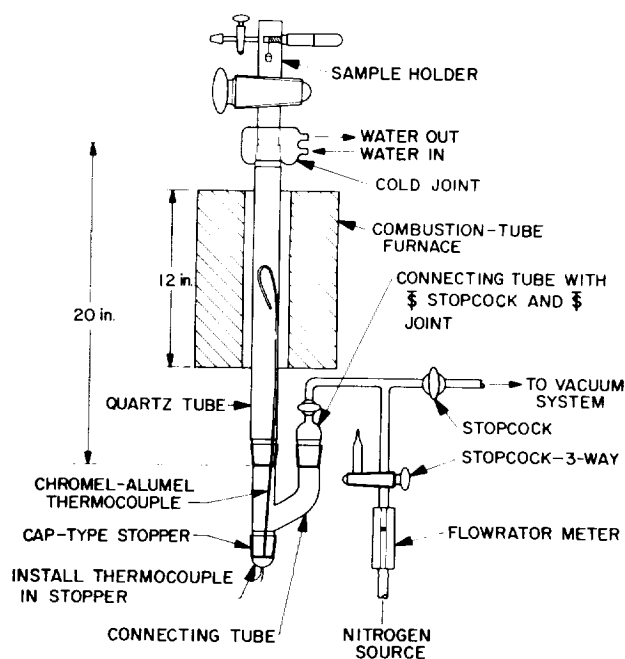 SAMPLE HOLDER
WATER OUT
WATER IN
COLD JOINT
COMBUSTION-TUBE
FURNACE
12 in.
20 in.
CONNECTING TUBE WITH
STOPCOCK AND
JOINT
TO VACUUM
SYSTEM
QUARTZ TUBE
STOPCOCK
STOPCOCK-3-WAY
CHROMEL-ALUMEL
THERMOCOUPLE
CAP-TYPE STOPPER
FLOWRATOR METER
INSTALL THERMOCOUPLE
IN STOPPER
CONNECTING TUBE
NITROGEN
SOURCE